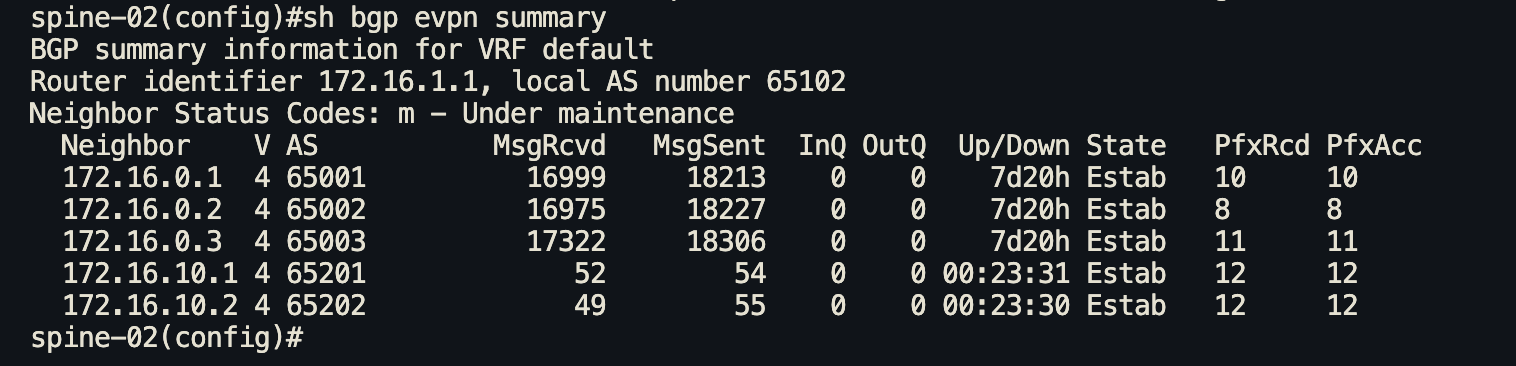 spine-02(config)#sh bgp evpn summary
BGP summary information for VRF default
Router identifier 172.16.1.1, local AS number 65102
Neighbor Status Codes: m - Under maintenance
  Neighbor    V AS           MsgRcvd   MsgSent  InQ OutQ  Up/Down State   PfxRcd PfxAcc
  172.16.0.1  4 65001          16999     18213    0    0    7d20h Estab   10     10
  172.16.0.2  4 65002          16975     18227    0    0    7d20h Estab   8      8
  172.16.0.3  4 65003          17322     18306    0    0    7d20h Estab   11     11
  172.16.10.1 4 65201             52        54    0    0 00:23:31 Estab   12     12
  172.16.10.2 4 65202             49        55    0    0 00:23:30 Estab   12     12
spine-02(config)#